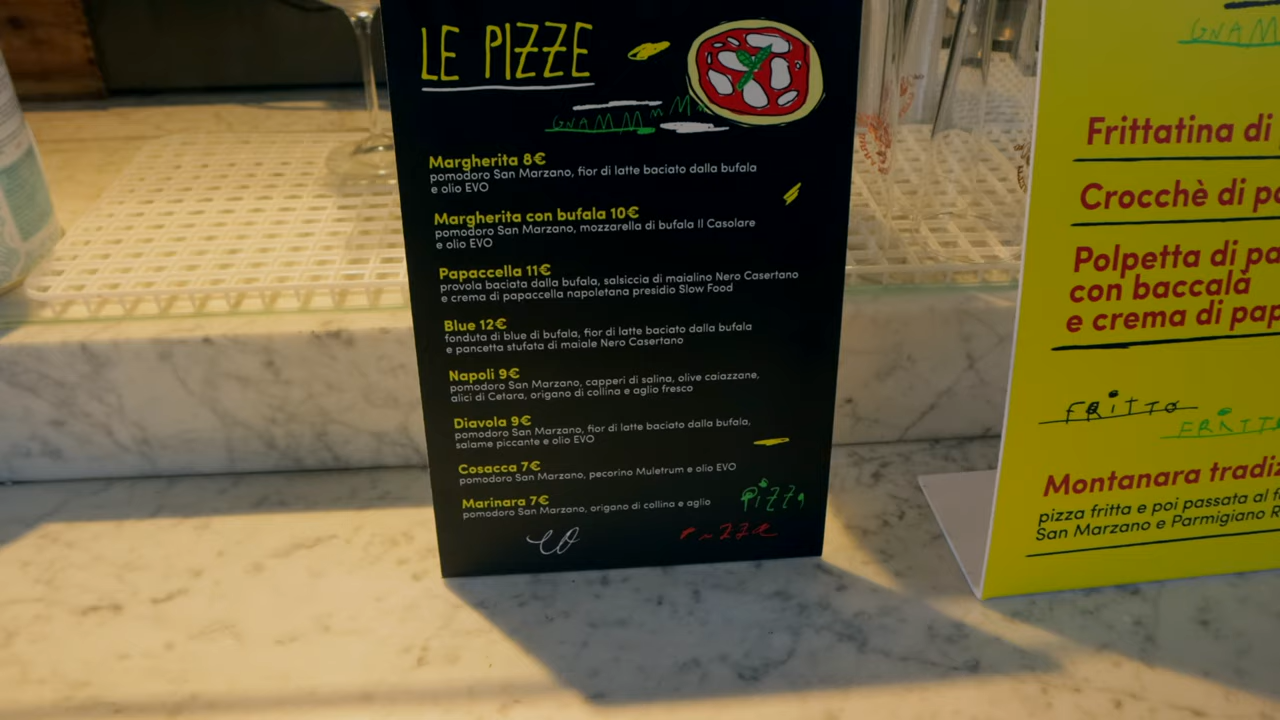 LE PIZZE
GNAMMMMM
Margherita 8€
pomodoro San Marzano, fior di latte baciato dalla bufala
e olio EVO
Margherita con bufala 10€
pomodoro San Marzano, mozzarella di bufala Il Casolare
e olio EVO
Papaccella 11€
provola baciata dalla bufala, salsiccia di maialino Nero Casertano
e crema di papaccella napoletana presidio Slow Food
Blue 12€
fonduta di blue di bufala, fior di latte baciato dalla bufala
e pancetta stufata di maiale Nero Casertano
Napoli 9€
pomodoro San Marzano, capperi di salina, olive caiazzane,
alici di Cetara, origano di collina e aglio fresco
Diavola 9€
pomodoro San Marzano, fior di latte baciato dalla bufala,
salame piccante e olio EVO
Cosacca 7€
pomodoro San Marzano, pecorino Muletrum e olio EVO
Marinara 7€
pomodoro San Marzano, origano di collina e aglio
PiZZa
GNAM
Frittatina di
Crocchè di
Polpetta di
con baccalà
e crema di
FRiTTO
FRiTT
Montanara
pizza fritta e poi passata al
San Marzano e Parmigiano